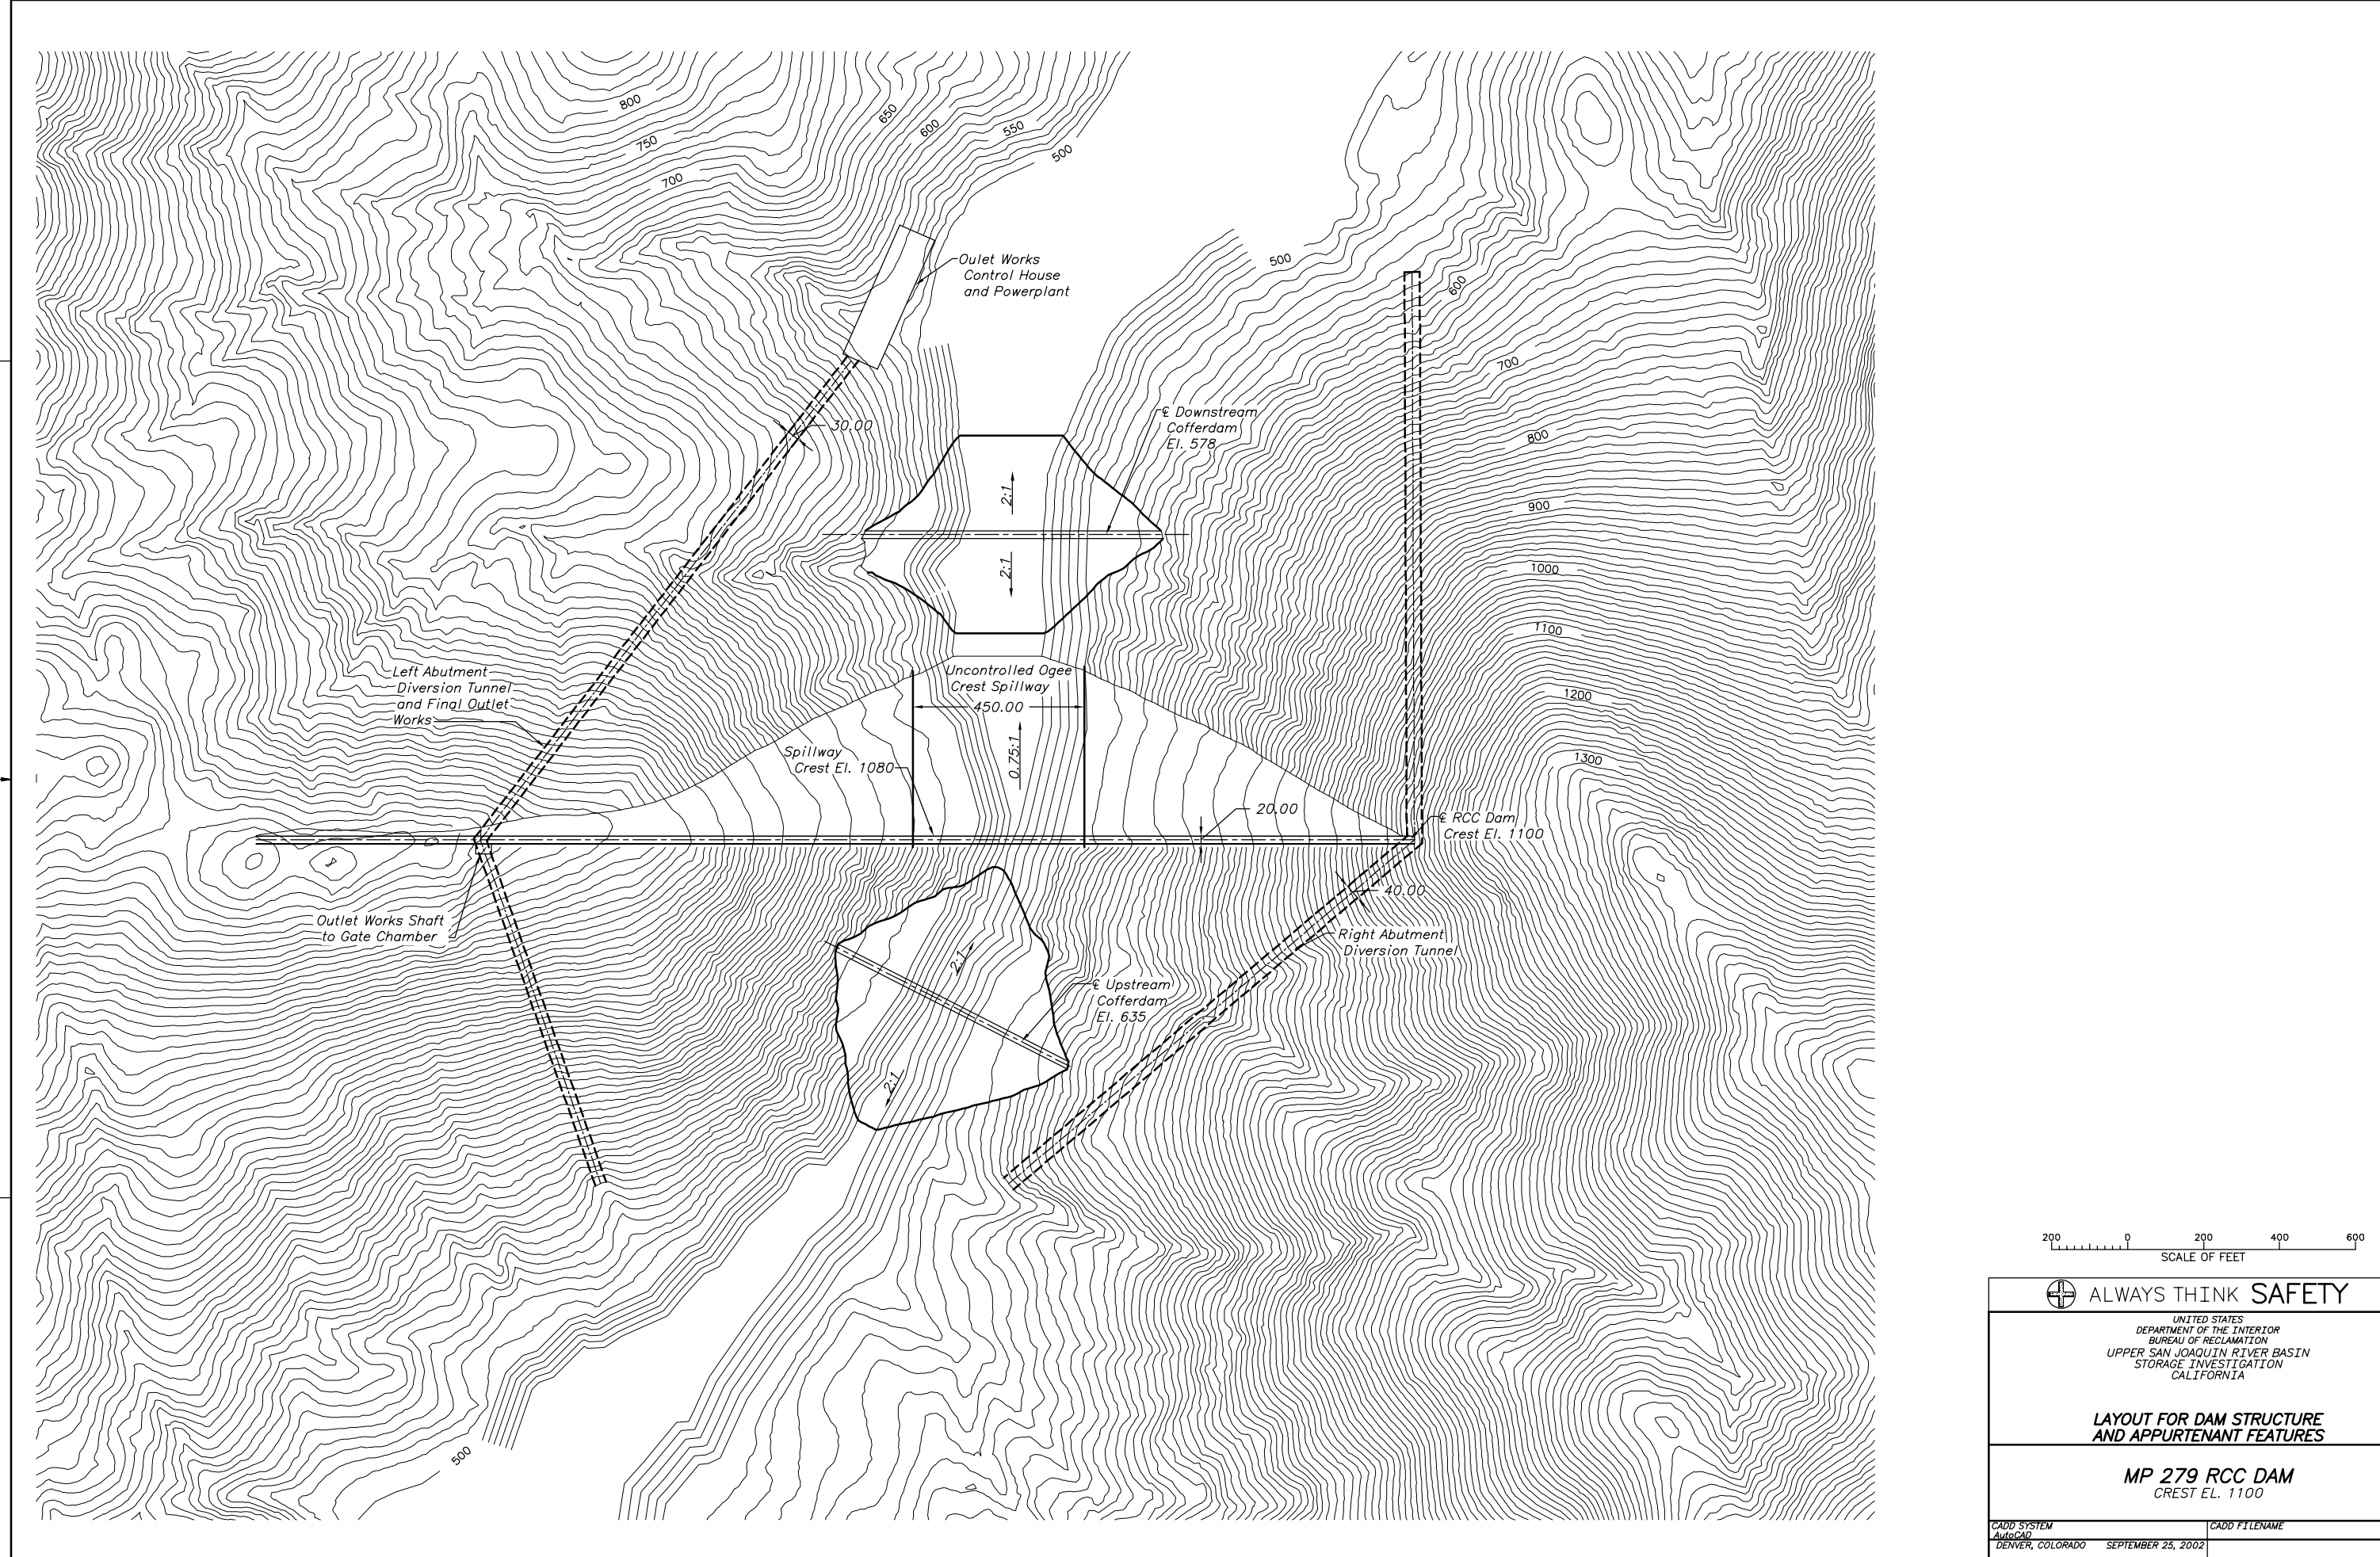 800
750
700
650
600
550
500
Oulet Works
Control House
and Powerplant
500
600
700
800
900
1000
1100
1200
1300
30.00
℄ Downstream
Cofferdam
El. 578
2:1
2:1
Left Abutment
Diversion Tunnel
and Final Outlet
Works
Uncontrolled Ogee
Crest Spillway
450.00
0.75:1
Spillway
Crest El. 1080
20.00
℄ RCC Dam
Crest El. 1100
40.00
Outlet Works Shaft
to Gate Chamber
Right Abutment
Diversion Tunnel
2:1
℄ Upstream
Cofferdam
El. 635
2:1
500
200 0 200 400 600
SCALE OF FEET
ALWAYS THINK SAFETY
UNITED STATES
DEPARTMENT OF THE INTERIOR
BUREAU OF RECLAMATION
UPPER SAN JOAQUIN RIVER BASIN
STORAGE INVESTIGATION
CALIFORNIA
LAYOUT FOR DAM STRUCTURE
AND APPURTENANT FEATURES
MP 279 RCC DAM
CREST EL. 1100
CADD SYSTEM CADD FILENAME
AutoCAD
DENVER, COLORADO SEPTEMBER 25, 2002